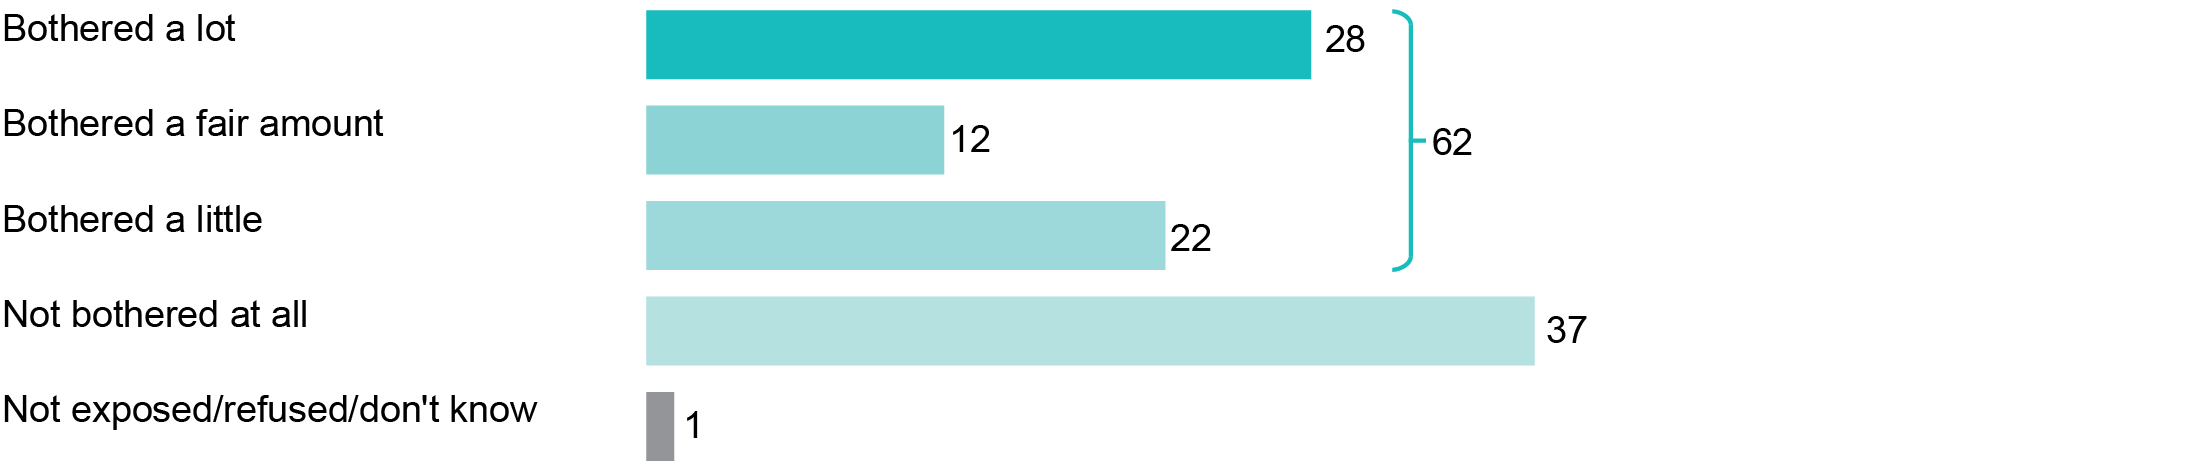 Bothered a lot 28
Bothered a fair amount 12
62
Bothered a little 22
Not bothered at all 37
Not exposed/refused/don't know 1